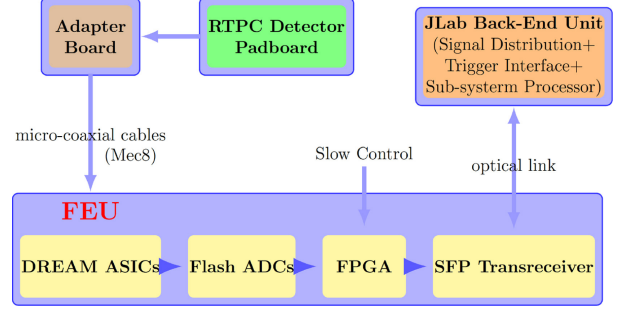 Adapter
Board
RTPC Detector
Padboard
JLab Back-End Unit
(Signal Distribution+
Trigger Interface+
Sub-systerm Processor)
micro-coaxial cables
(Mec8)
Slow Control
optical link
FEU
DREAM ASICs
Flash ADCs
FPGA
SFP Transreceiver